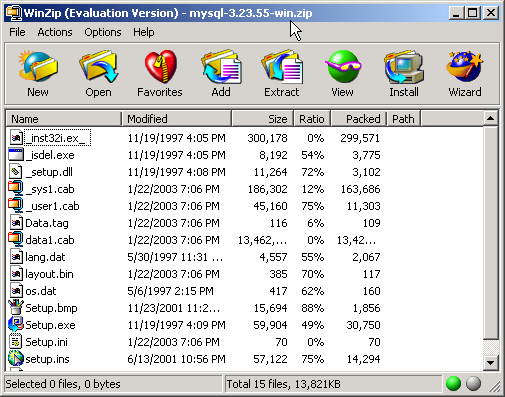 WinZip (Evaluation Version) - mysql-3.23.55-win.zip
File Actions Options Help
New Open Favorites Add Extract View Install Wizard
Name Modified Size Ratio Packed Path
_inst32i.ex_ 11/19/1997 4:05 PM 300,178 0% 299,571
_isdel.exe 11/19/1997 4:05 PM 8,192 54% 3,775
_setup.dll 11/19/1997 4:08 PM 11,264 72% 3,102
_sys1.cab 1/22/2003 7:06 PM 186,302 12% 163,686
_user1.cab 1/22/2003 7:06 PM 45,160 75% 11,303
Data.tag 1/22/2003 7:06 PM 116 6% 109
data1.cab 1/22/2003 7:06 PM 13,462,... 0% 13,42...
lang.dat 5/30/1997 11:31 ... 4,557 55% 2,067
layout.bin 1/22/2003 7:06 PM 385 70% 117
os.dat 5/6/1997 2:15 PM 417 62% 160
Setup.bmp 11/23/2001 11:2... 15,694 88% 1,856
Setup.exe 11/19/1997 4:09 PM 59,904 49% 30,750
Setup.ini 1/22/2003 7:06 PM 70 0% 70
setup.ins 6/13/2001 10:56 PM 57,122 75% 14,294
Selected 0 files, 0 bytes Total 15 files, 13,821KB